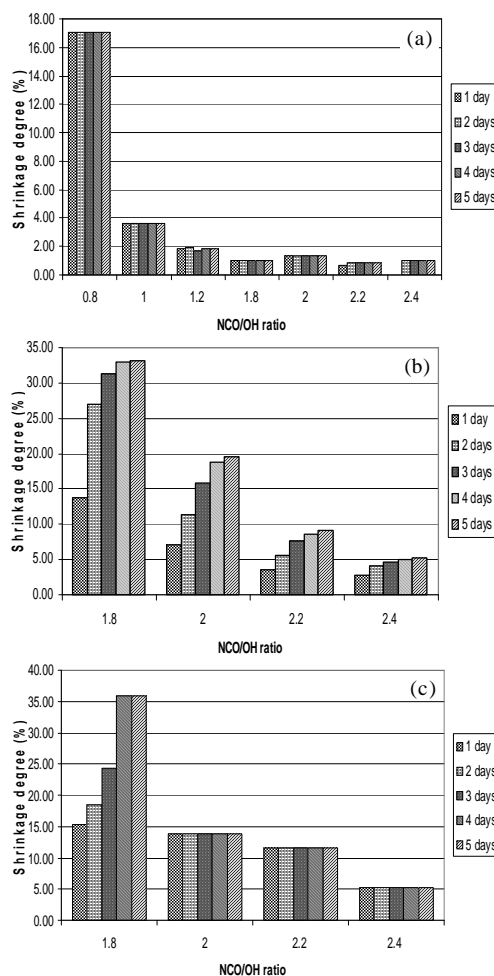 (a)
Shrinkage degree (%)
18.00
16.00
14.00
12.00
10.00
8.00
6.00
4.00
2.00
0.00
0.8 1 1.2 1.8 2 2.2 2.4
NCO/OH ratio
1 day
2 days
3 days
4 days
5 days
(b)
Shrinkage degree (%)
35.00
30.00
25.00
20.00
15.00
10.00
5.00
0.00
1.8 2 2.2 2.4
NCO/OH ratio
1 day
2 days
3 days
4 days
5 days
(c)
Shrinkage degree (%)
40.00
35.00
30.00
25.00
20.00
15.00
10.00
5.00
0.00
1.8 2 2.2 2.4
NCO/OH ratio
1 day
2 days
3 days
4 days
5 days